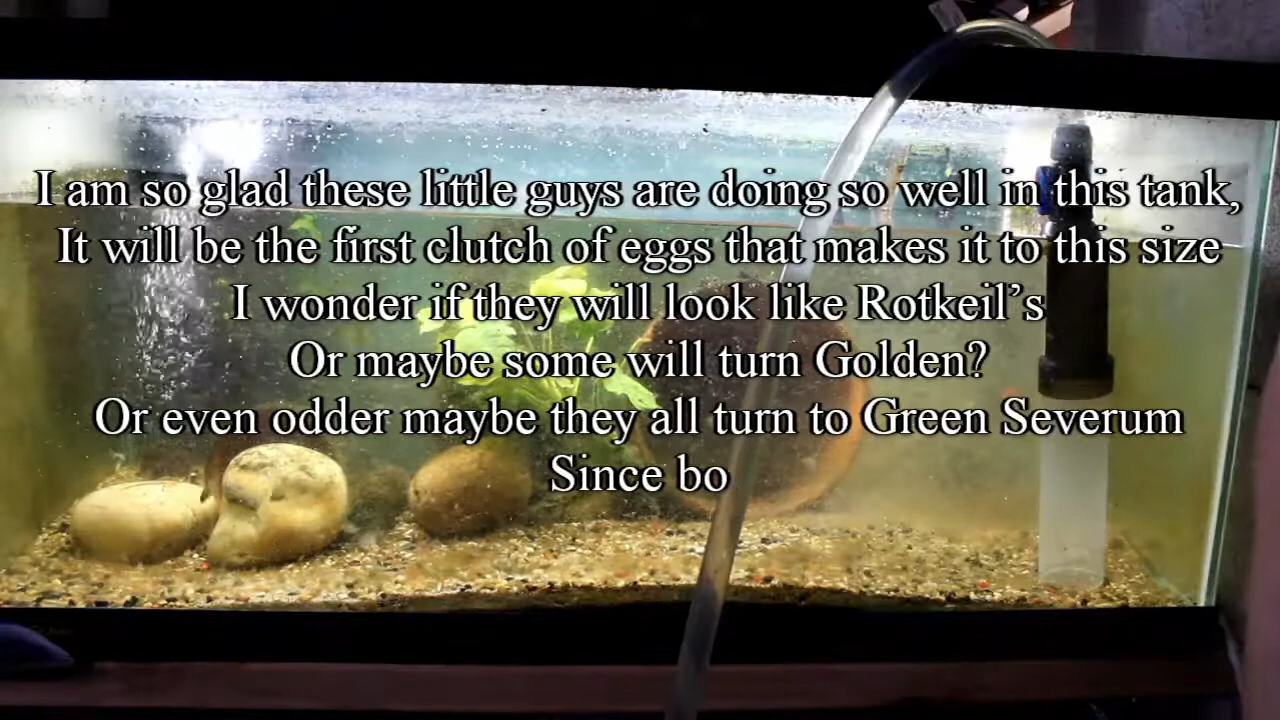 I am so glad these little guys are doing so well in this tank,
It will be the first clutch of eggs that makes it to this size
I wonder if they will look like Rotkeil’s
Or maybe some will turn Golden?
Or even odder maybe they all turn to Green Severum
Since bo